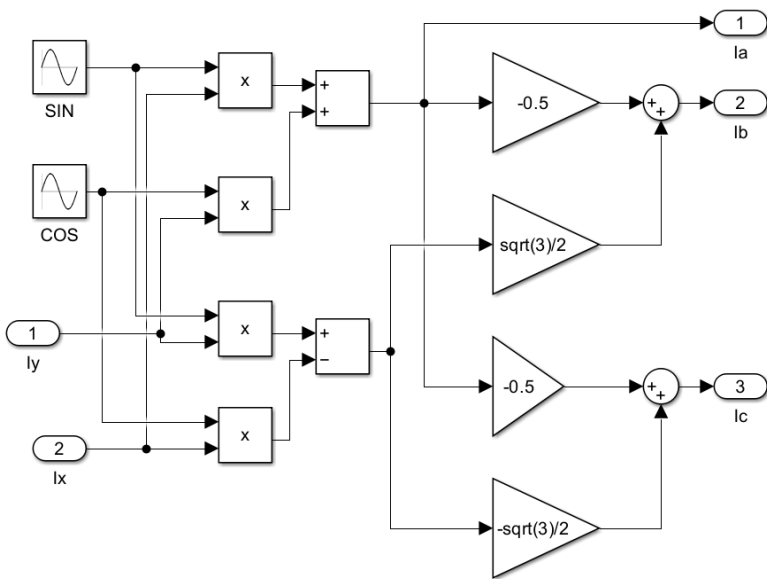 1
Ia
SIN
x
+
+
-0.5
+
+
2
Ib
COS
x
sqrt(3)/2
1
Iy
x
+
−
-0.5
+
+
3
Ic
2
Ix
x
-sqrt(3)/2